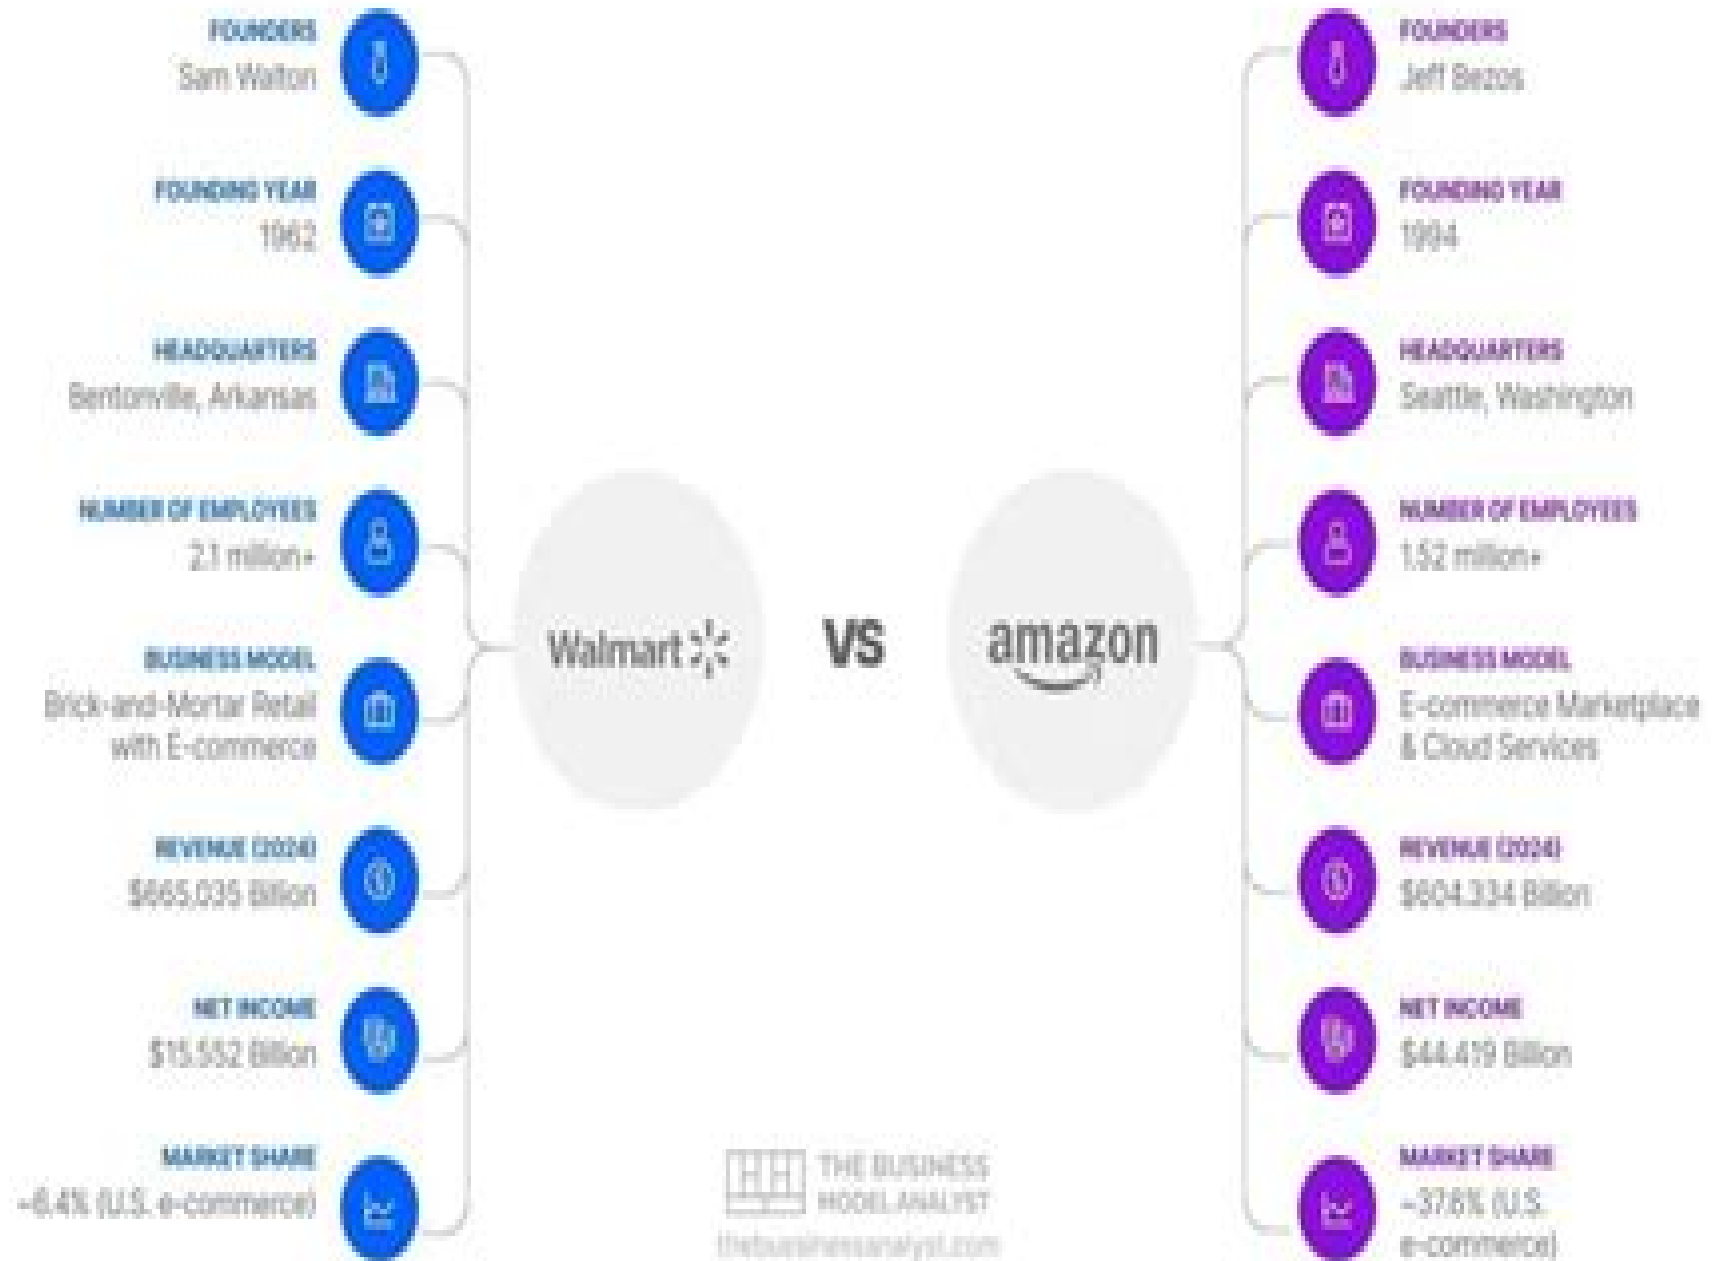 FOUNDERS
Sam Walton
FOUNDING YEAR
1962
HEADQUARTERS
Bentonville, Arkansas
NUMBER OF EMPLOYEES
2.1 million+
BUSINESS MODEL
Brick-and-Mortar Retail
with E-commerce
REVENUE (2024)
$665.035 Billion
NET INCOME
$15.552 Billion
MARKET SHARE
~6.4% (U.S. e-commerce)
Walmart
VS
amazon
FOUNDERS
Jeff Bezos
FOUNDING YEAR
1994
HEADQUARTERS
Seattle, Washington
NUMBER OF EMPLOYEES
1.52 million+
BUSINESS MODEL
E-commerce Marketplace
& Cloud Services
REVENUE (2024)
$604.334 Billion
NET INCOME
$44.419 Billion
MARKET SHARE
~37.6% (U.S.
e-commerce)
THE BUSINESS
MODEL ANALYST